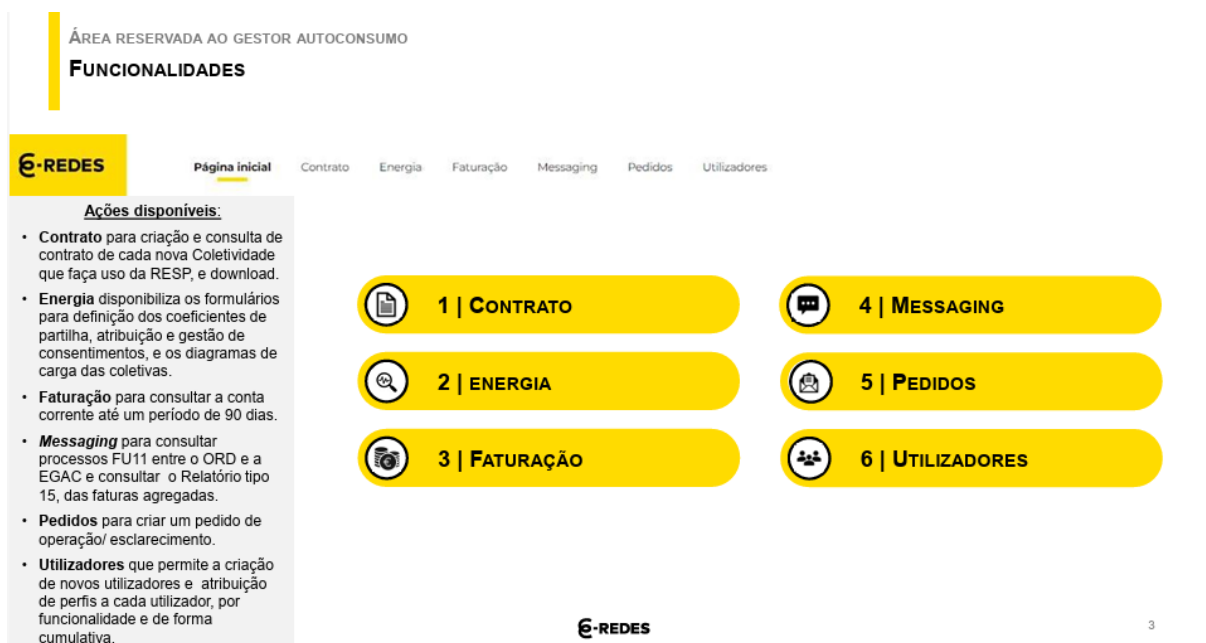 ÁREA RESERVADA AO GESTOR AUTOCONSUMO
FUNCIONALIDADES
E-REDES
Página inicial Contrato Energia Faturação Messaging Pedidos Utilizadores
Ações disponíveis:
• Contrato para criação e consulta de
contrato de cada nova Coletividade
que faça uso da RESP, e download.
• Energia disponibiliza os formulários
para definição dos coeficientes de
partilha, atribuição e gestão de
consentimentos, e os diagramas de
carga das coletivas.
• Faturação para consultar a conta
corrente até um período de 90 dias.
• Messaging para consultar
processos FU11 entre o ORD e a
EGAC e consultar o Relatório tipo
15, das faturas agregadas.
• Pedidos para criar um pedido de
operação/ esclarecimento.
• Utilizadores que permite a criação
de novos utilizadores e atribuição
de perfis a cada utilizador, por
funcionalidade e de forma
cumulativa.
1 | CONTRATO
2 | ENERGIA
3 | FATURAÇÃO
4 | MESSAGING
5 | PEDIDOS
6 | UTILIZADORES
E-REDES
3